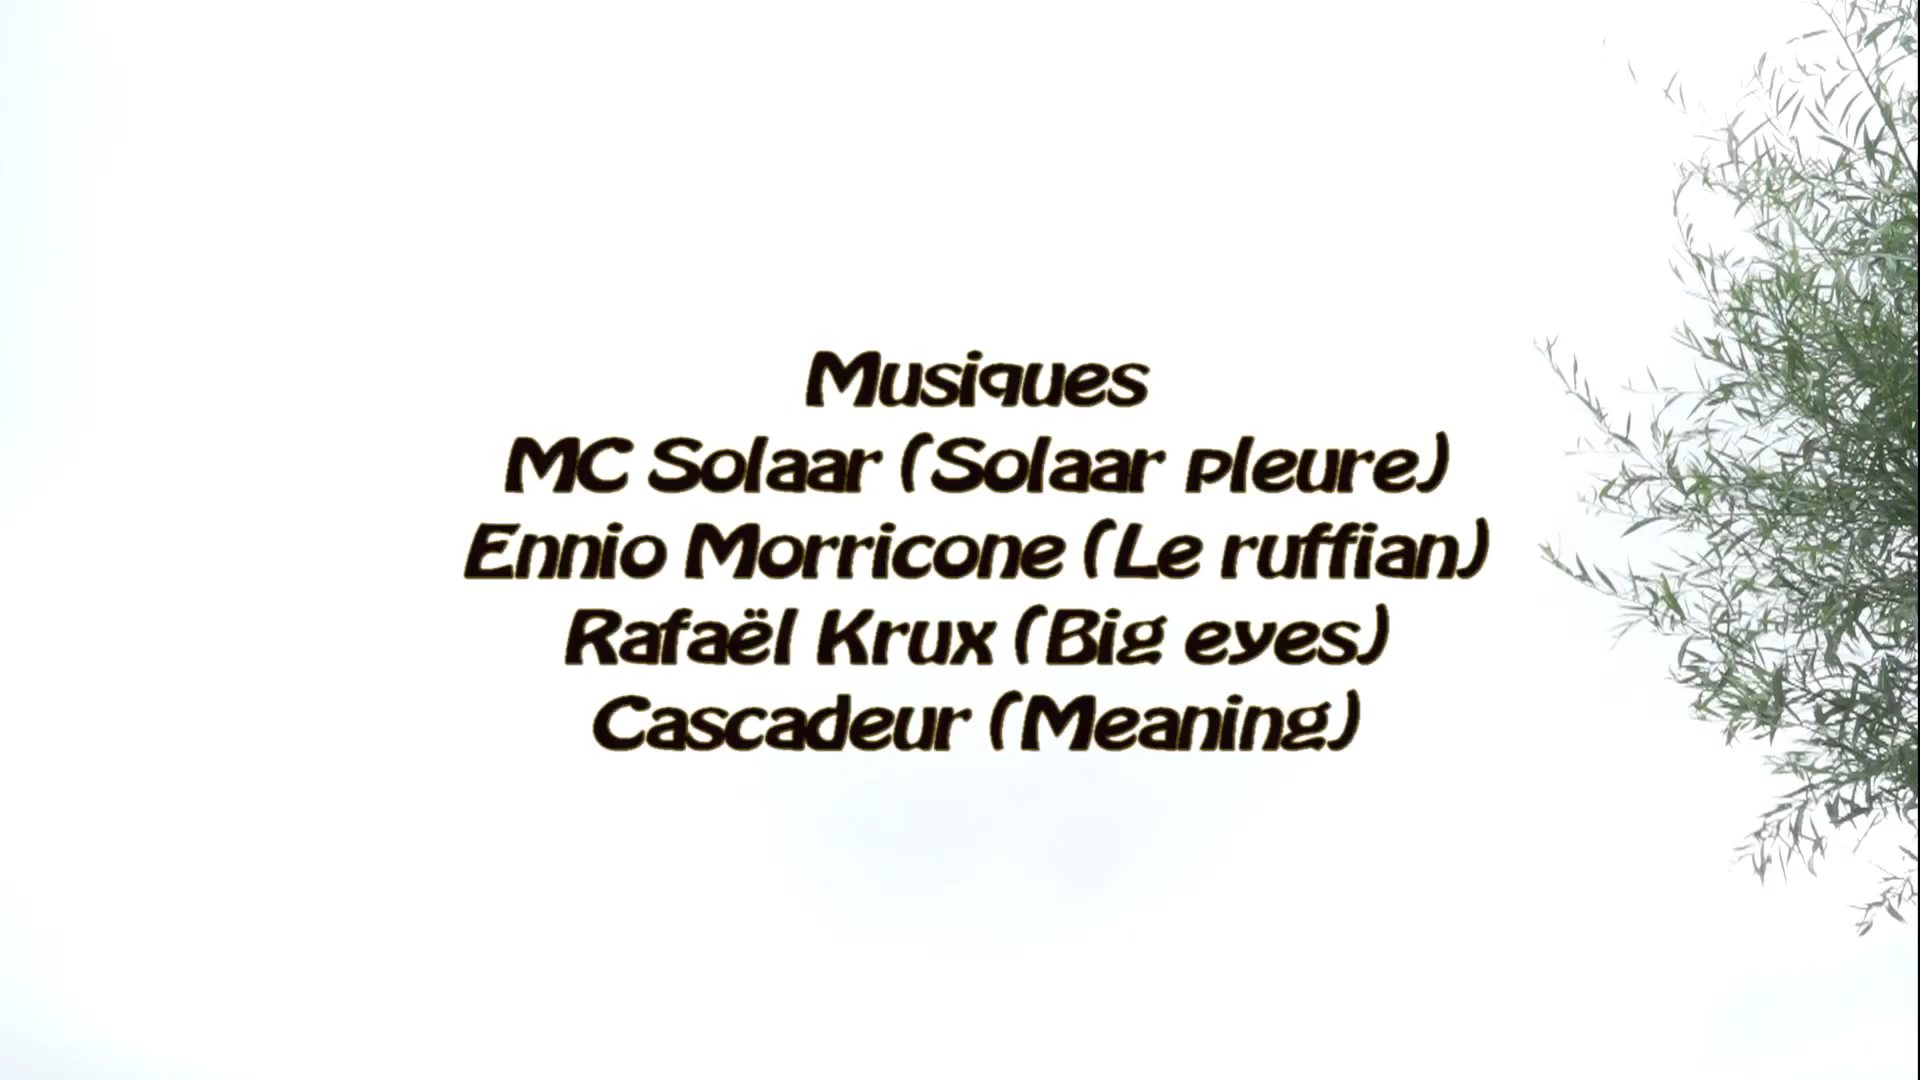 Musiques
MC Solaar (Solaar pleure)
Ennio Morricone (Le ruffian)
Rafaël Krux (Big eyes)
Cascadeur (Meaning)